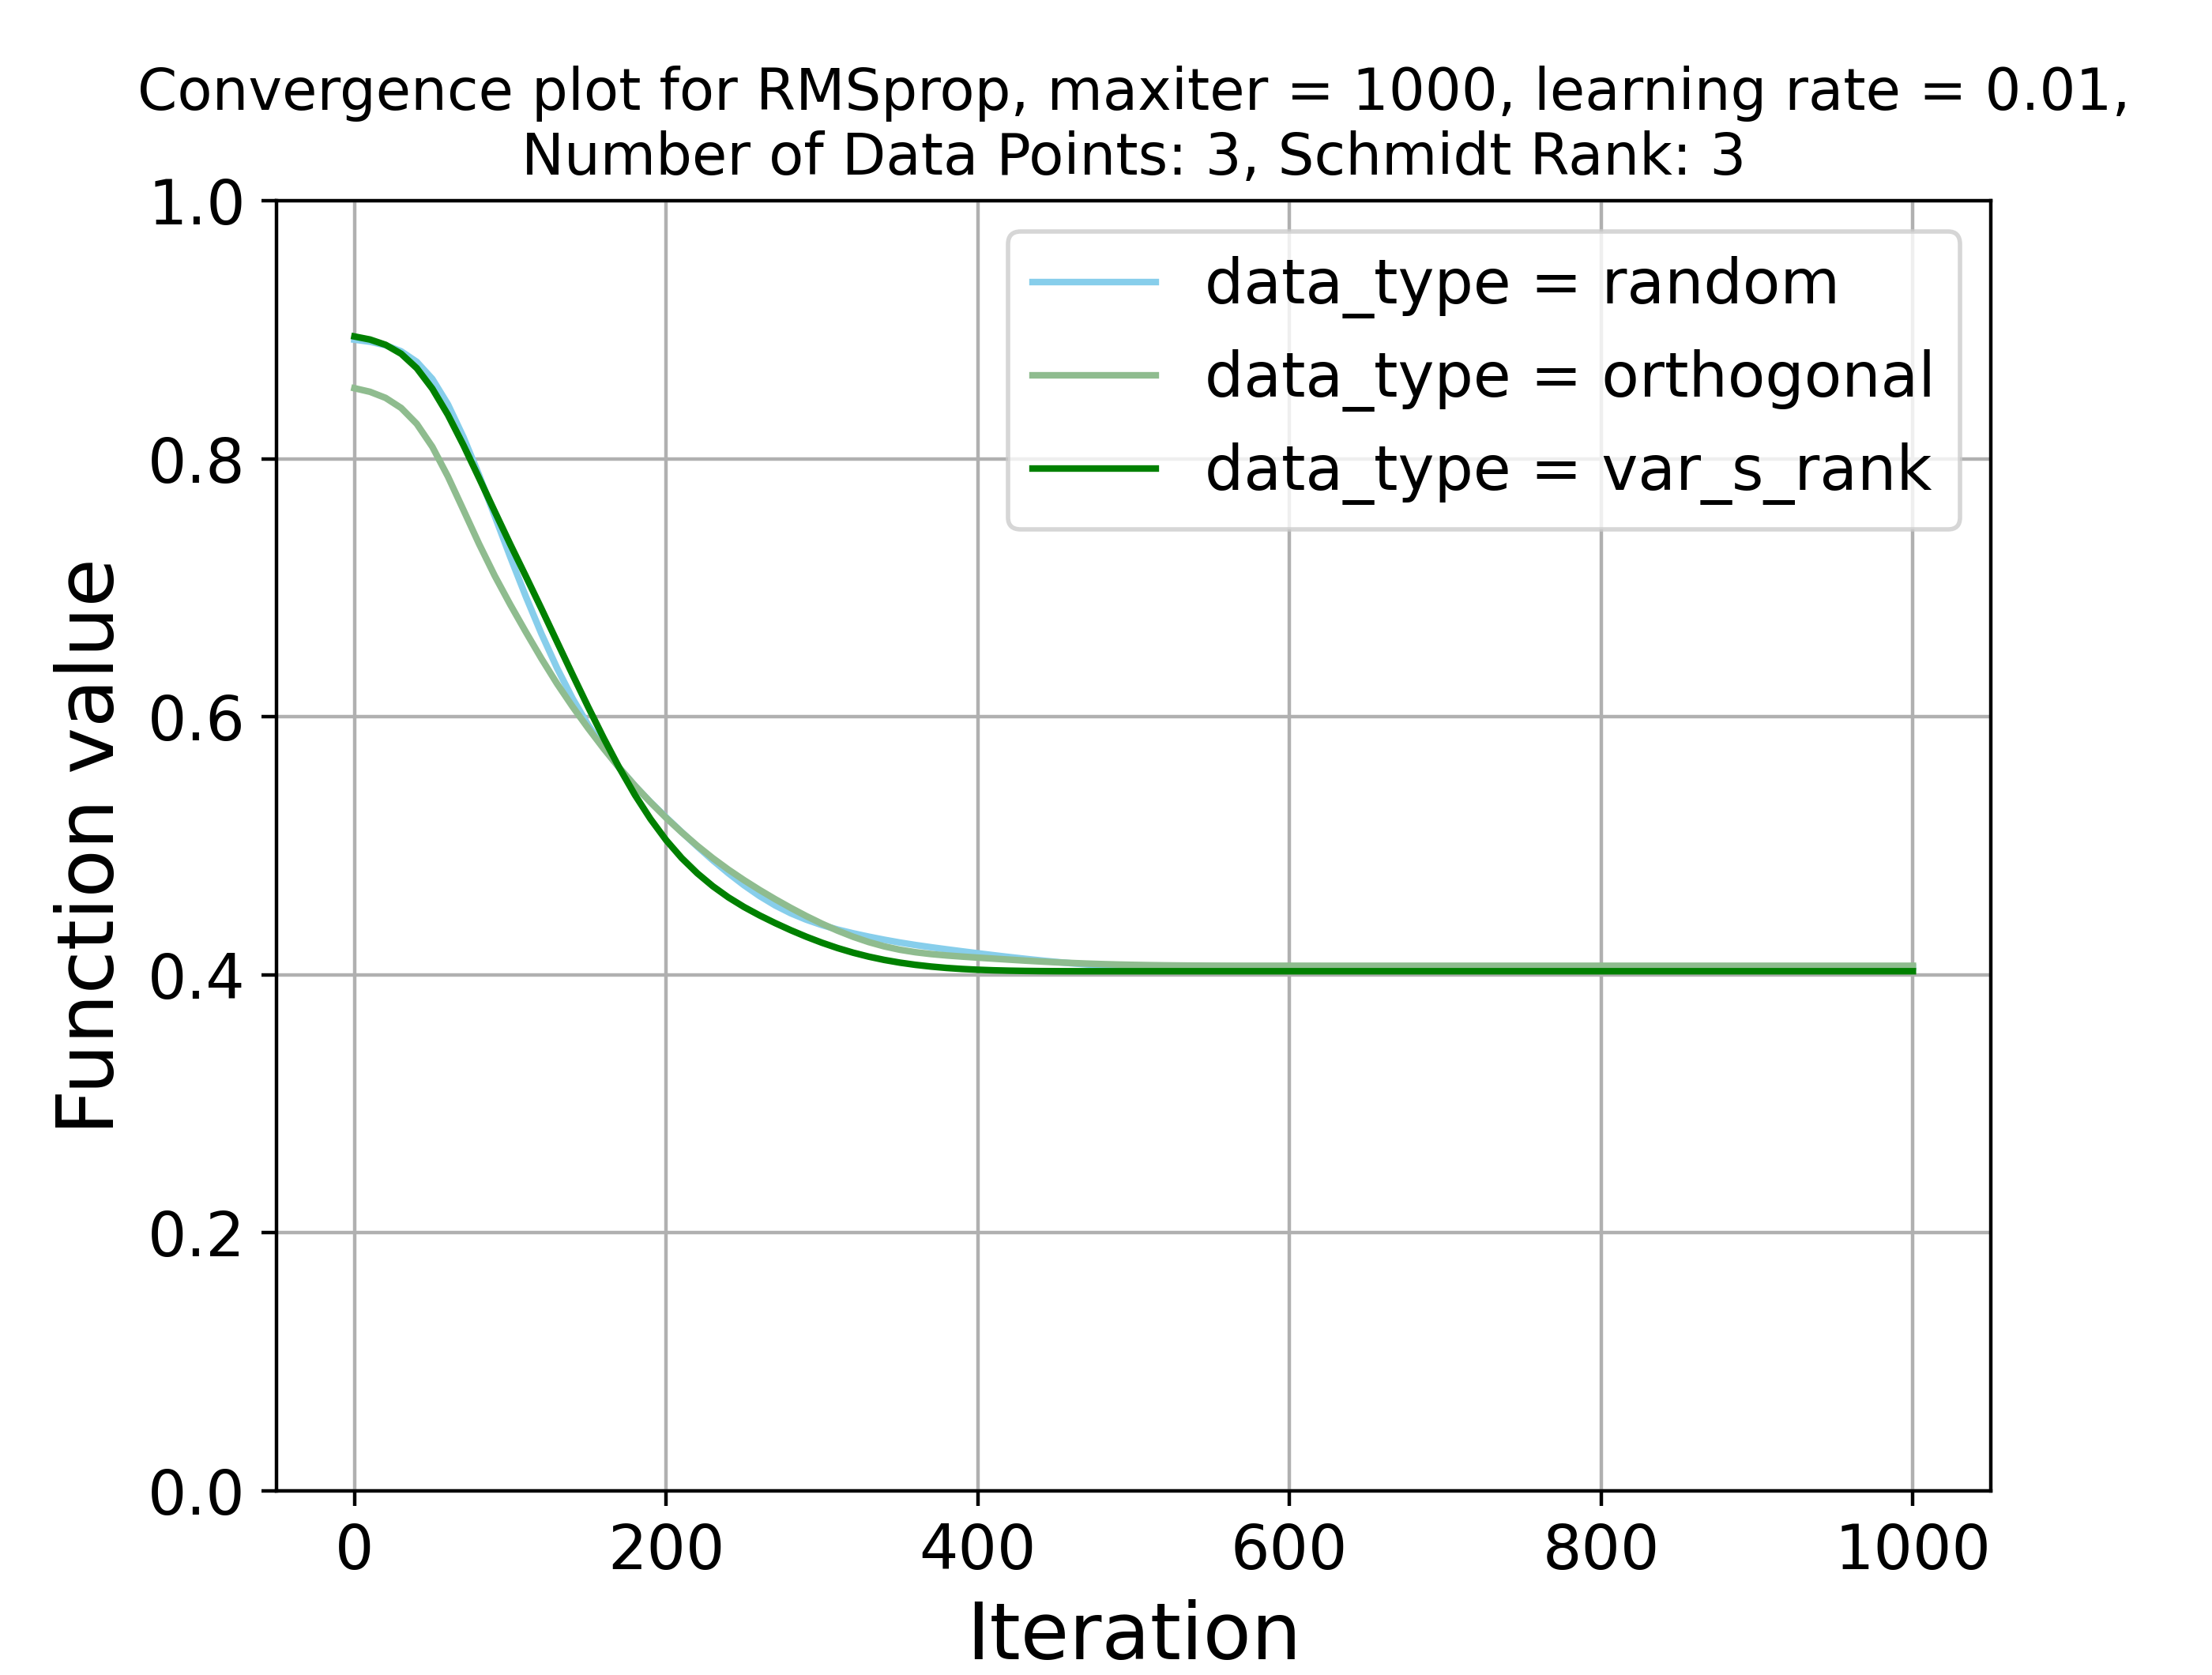 Convergence plot for RMSprop, maxiter = 1000, learning rate = 0.01,
Number of Data Points: 3, Schmidt Rank: 3
1.0
0.8
0.6
0.4
0.2
0.0
Function value
data_type = random
data_type = orthogonal
data_type = var_s_rank
0 200 400 600 800 1000
Iteration